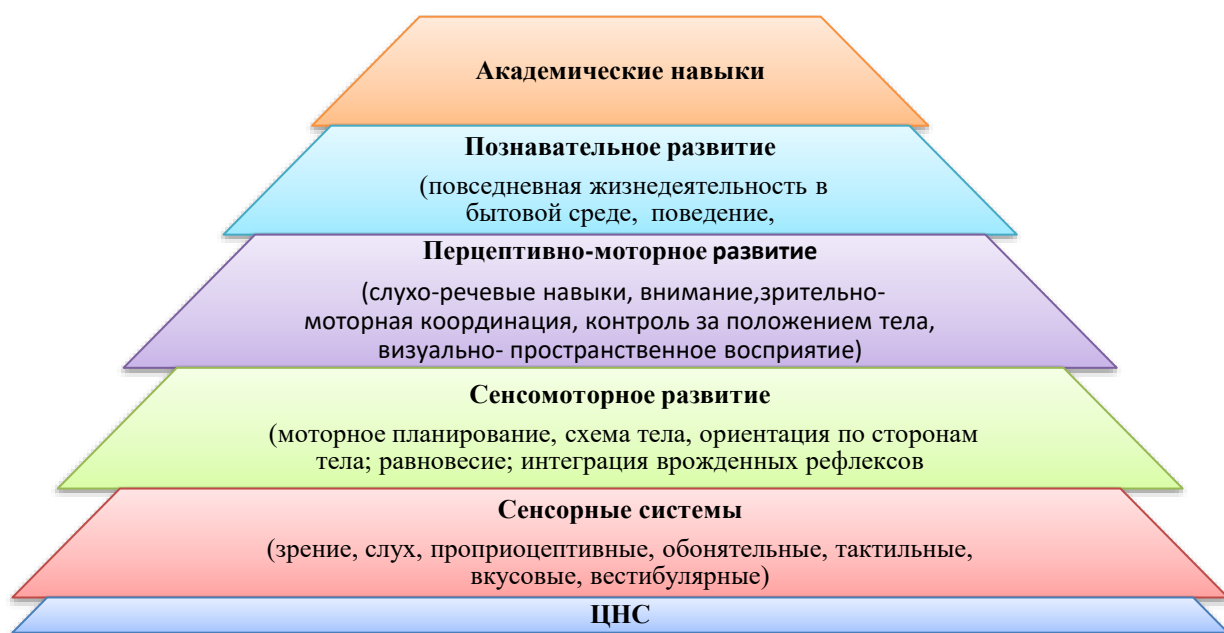 Академические навыки
Познавательное развитие
(повседневная жизнедеятельность в
бытовой среде, поведение,
Перцептивно-моторное развитие
(слухо-речевые навыки, внимание,зрительно-
моторная координация, контроль за положением тела,
визуально- пространственное восприятие)
Сенсомоторное развитие
(моторное планирование, схема тела, ориентация по сторонам
тела; равновесие; интеграция врожденных рефлексов
Сенсорные системы
(зрение, слух, проприоцептивные, обонятельные, тактильные,
вкусовые, вестибулярные)
ЦНС